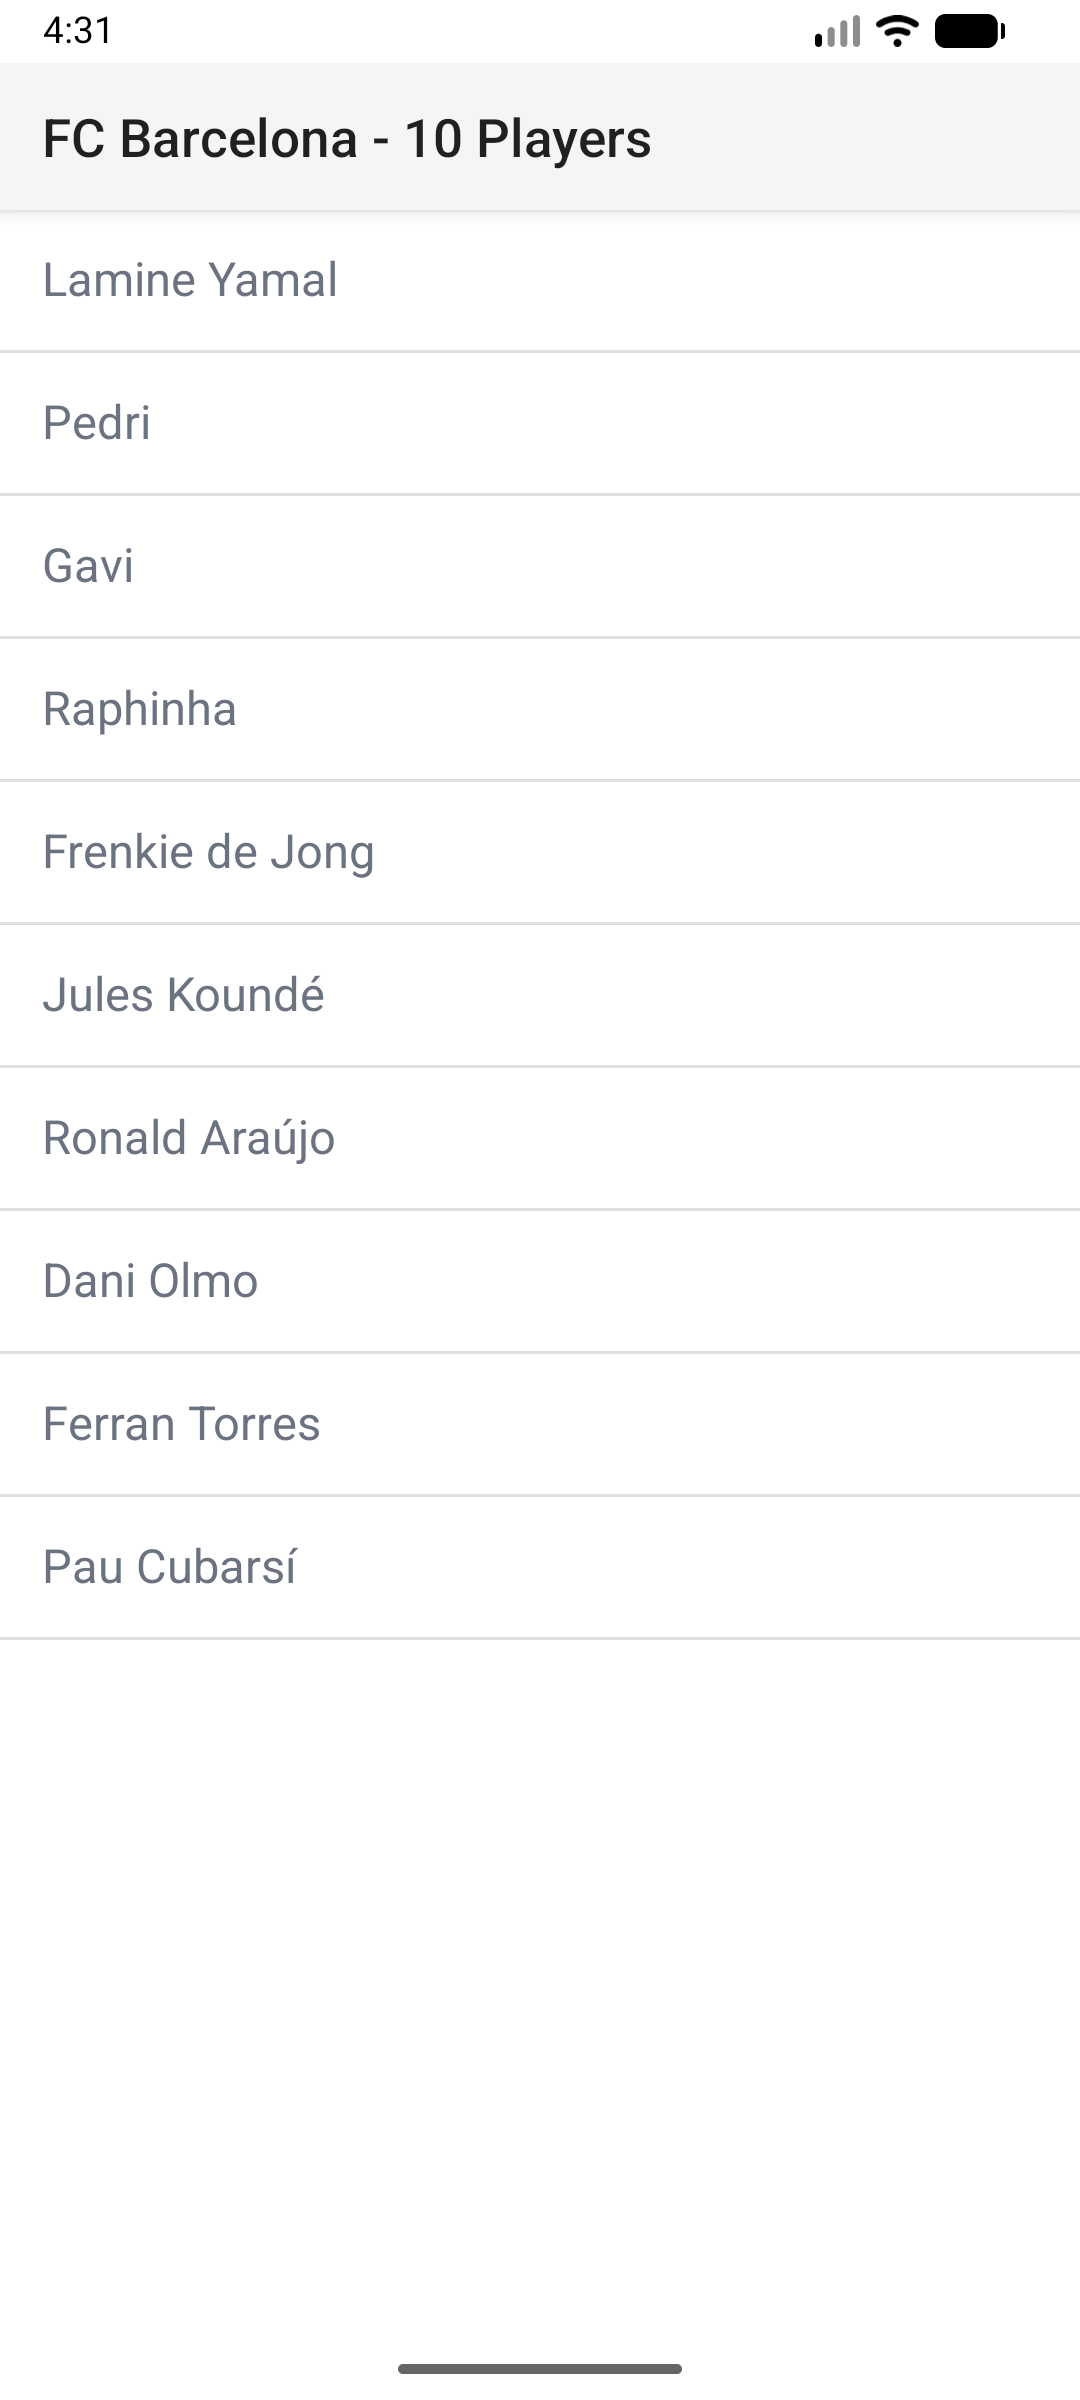 4:31
FC Barcelona - 10 Players
Lamine Yamal
Pedri
Gavi
Raphinha
Frenkie de Jong
Jules Koundé
Ronald Araújo
Dani Olmo
Ferran Torres
Pau Cubarsí